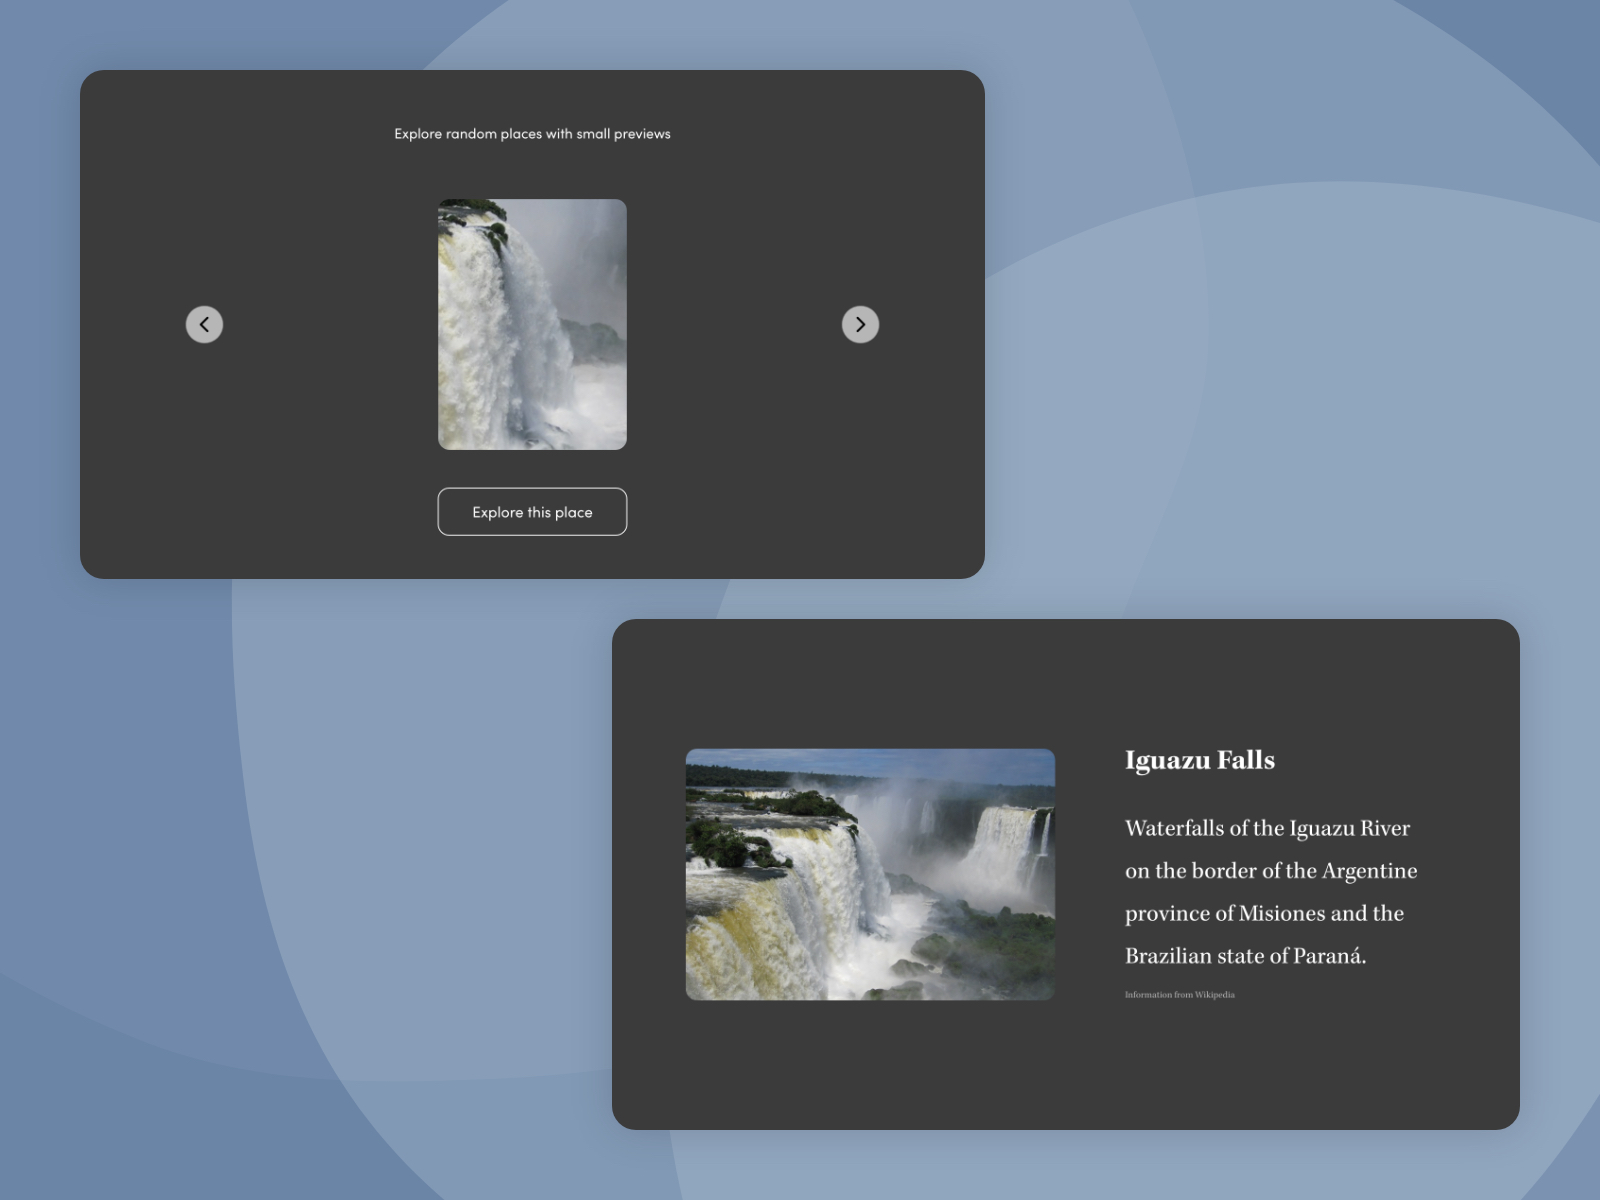 Explore random places with small previews
Explore this place
Iguazu Falls
Waterfalls of the Iguazu River
on the border of the Argentine
province of Misiones and the
Brazilian state of Paraná.
Information from Wikipedia